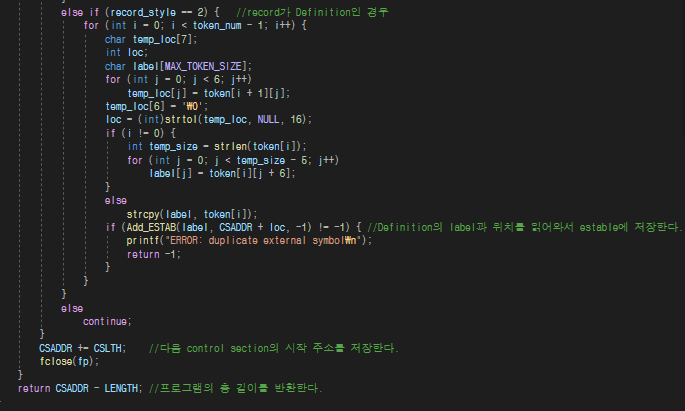 else if (record_style == 2) {   //record가 Definition인 경우
for (int i = 0; i < token_num - 1; i++) {
char temp_loc[7];
int loc;
char label[MAX_TOKEN_SIZE];
for (int j = 0; j < 6; j++)
temp_loc[j] = token[i + 1][j];
temp_loc[6] = '₩0';
loc = (int)strtol(temp_loc, NULL, 16);
if (i != 0) {
int temp_size = strlen(token[i]);
for (int j = 0; j < temp_size - 6; j++)
label[j] = token[i][j + 6];
}
else
strcpy(label, token[i]);
if (Add_ESTAB(label, CSADDR + loc, -1) != -1) { //Definition의 label과 위치를 읽어와서 estable에 저장한다.
printf("ERROR: duplicate external symbol₩n");
return -1;
}
}
}
else
continue;
}
CSADDR += CSLTH;    //다음 control section의 시작 주소를 저장한다.
fclose(fp);
}
return CSADDR - LENGTH; //프로그램의 총 길이를 반환한다.